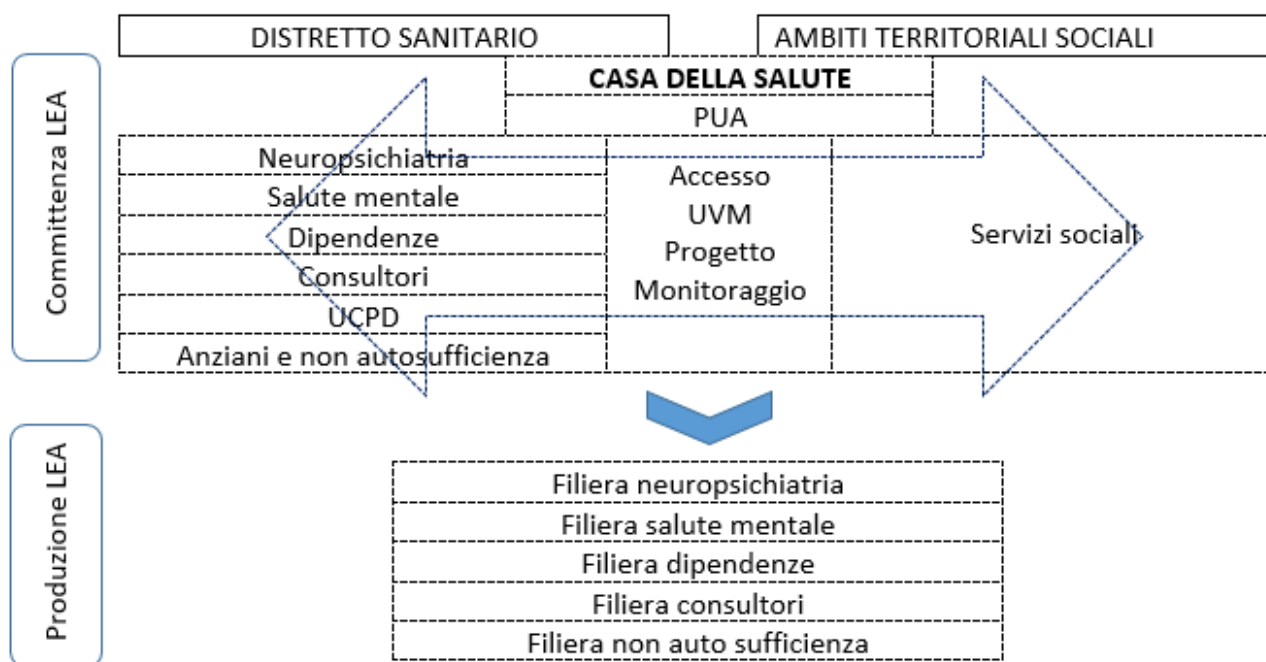 DISTRETTO SANITARIO
AMBITI TERRITORIALI SOCIALI
Committenza LEA
CASA DELLA SALUTE
PUA
Neuropsichiatria
Salute mentale
Dipendenze
Consultori
UCPD
Anziani e non autosufficienza
Accesso
UVM
Progetto
Monitoraggio
Servizi sociali
Produzione LEA
Filiera neuropsichiatria
Filiera salute mentale
Filiera dipendenze
Filiera consultori
Filiera non auto sufficienza